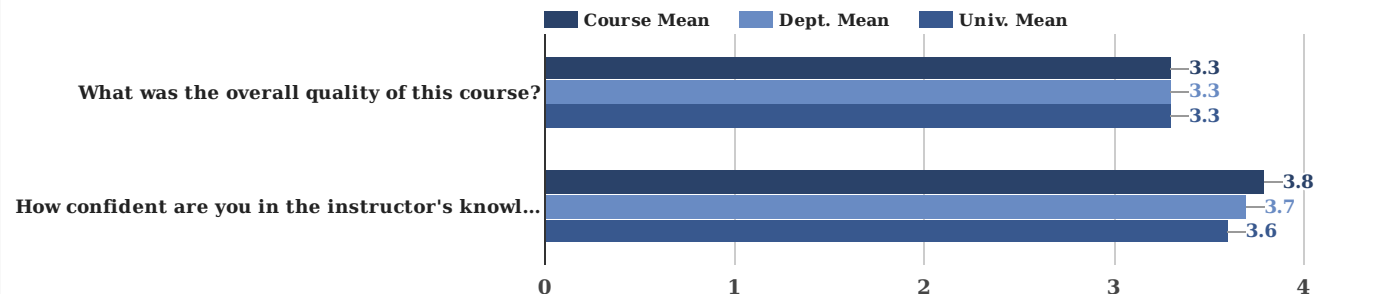 Course Mean Dept. Mean Univ. Mean
What was the overall quality of this course?
3.3
3.3
3.3
How confident are you in the instructor's knowl...
3.8
3.7
3.6
0 1 2 3 4